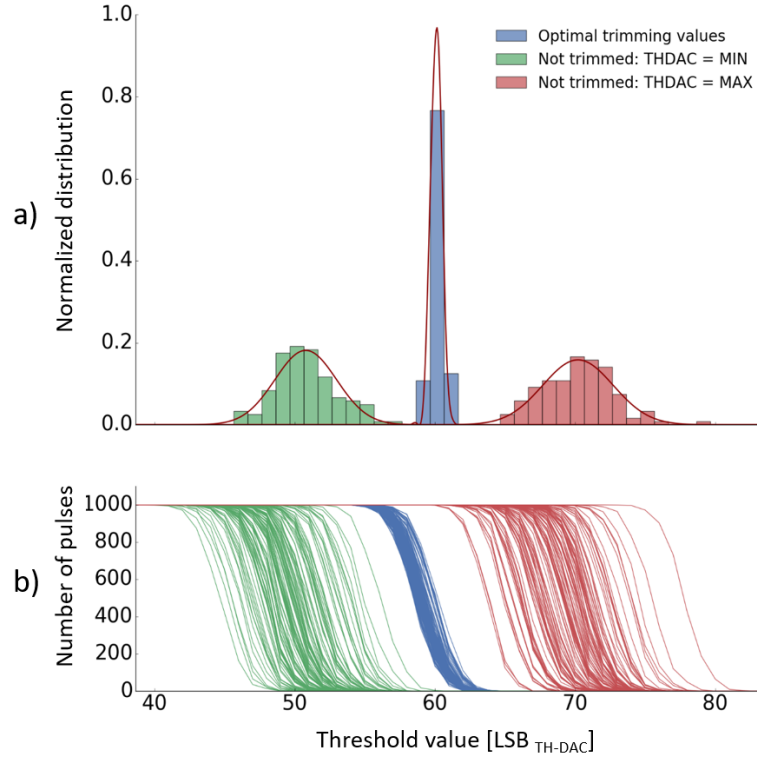 a)
Normalized distribution
1.0
0.8
0.6
0.4
0.2
0.0
Optimal trimming values
Not trimmed: THDAC = MIN
Not trimmed: THDAC = MAX
b)
Number of pulses
1000
800
600
400
200
0
40 50 60 70 80
Threshold value [LSB TH-DAC]